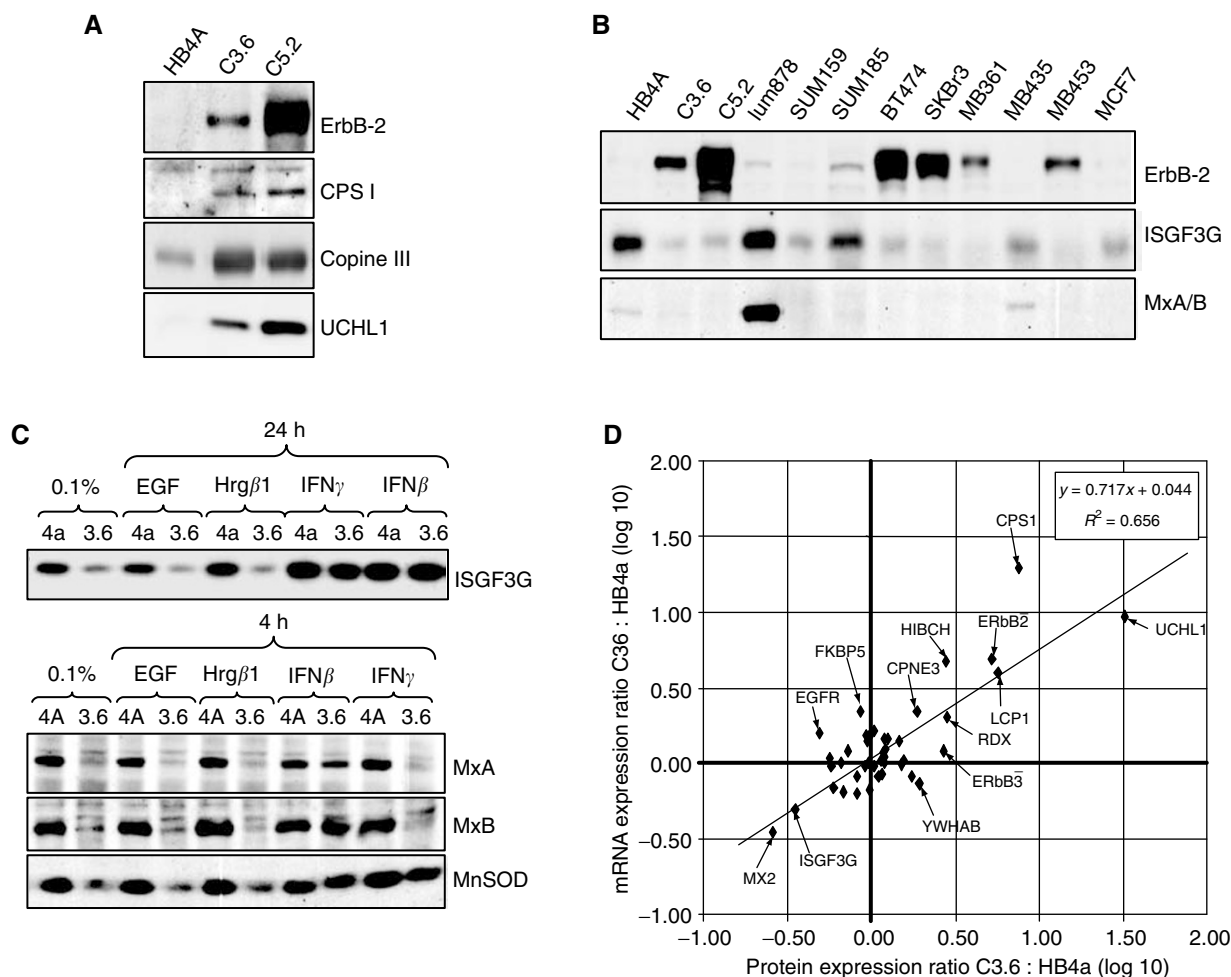 A
HB4A C3.6 C5.2
ErbB-2
CPS I
Copine III
UCHL1
B
HB4A C3.6 C5.2 lum878 SUM159 SUM185 BT474 SKBr3 MB361 MB435 MB453 MCF7
ErbB-2
ISGF3G
MxA/B
C
24 h
0.1% EGF Hrgβ1 IFNγ IFNβ
4a 3.6 4a 3.6 4a 3.6 4a 3.6 4a 3.6
ISGF3G
4 h
0.1% EGF Hrgβ1 IFNβ IFNγ
4A 3.6 4A 3.6 4A 3.6 4A 3.6 4A 3.6
MxA
MxB
MnSOD
D
mRNA expression ratio C36 : HB4a (log 10)
2.00
1.50
1.00
0.50
0.00
−0.50
−1.00
y = 0.717x + 0.044
R² = 0.656
CPS1
UCHL1
ERbB2̅
HIBCH
FKBP5
CPNE3
EGFR
LCP1
RDX
ERbB3̅
YWHAB
ISGF3G
MX2
−1.00 −0.50 0.00 0.50 1.00 1.50 2.00
Protein expression ratio C3.6 : HB4a (log 10)